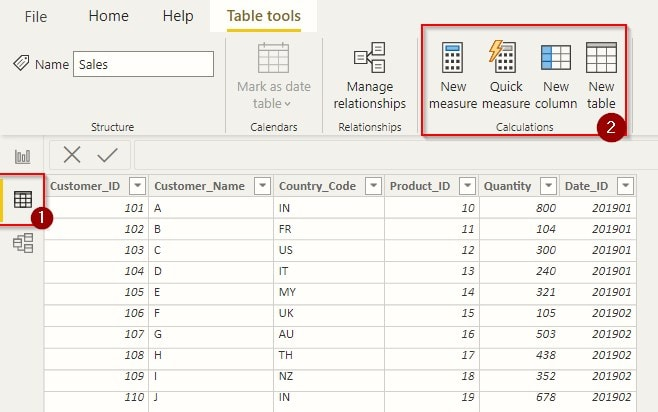 File Home Help Table tools
Name Sales
Mark as date table
Manage relationships
New measure
Quick measure
New column
New table
Structure Calendars Relationships Calculations
2
1
Customer_ID Customer_Name Country_Code Product_ID Quantity Date_ID
101 A IN 10 800 201901
102 B FR 11 104 201901
103 C US 12 300 201901
104 D IT 13 240 201901
105 E MY 14 321 201901
106 F UK 15 105 201902
107 G AU 16 503 201902
108 H TH 17 438 201902
109 I NZ 18 352 201902
110 J IN 19 678 201902